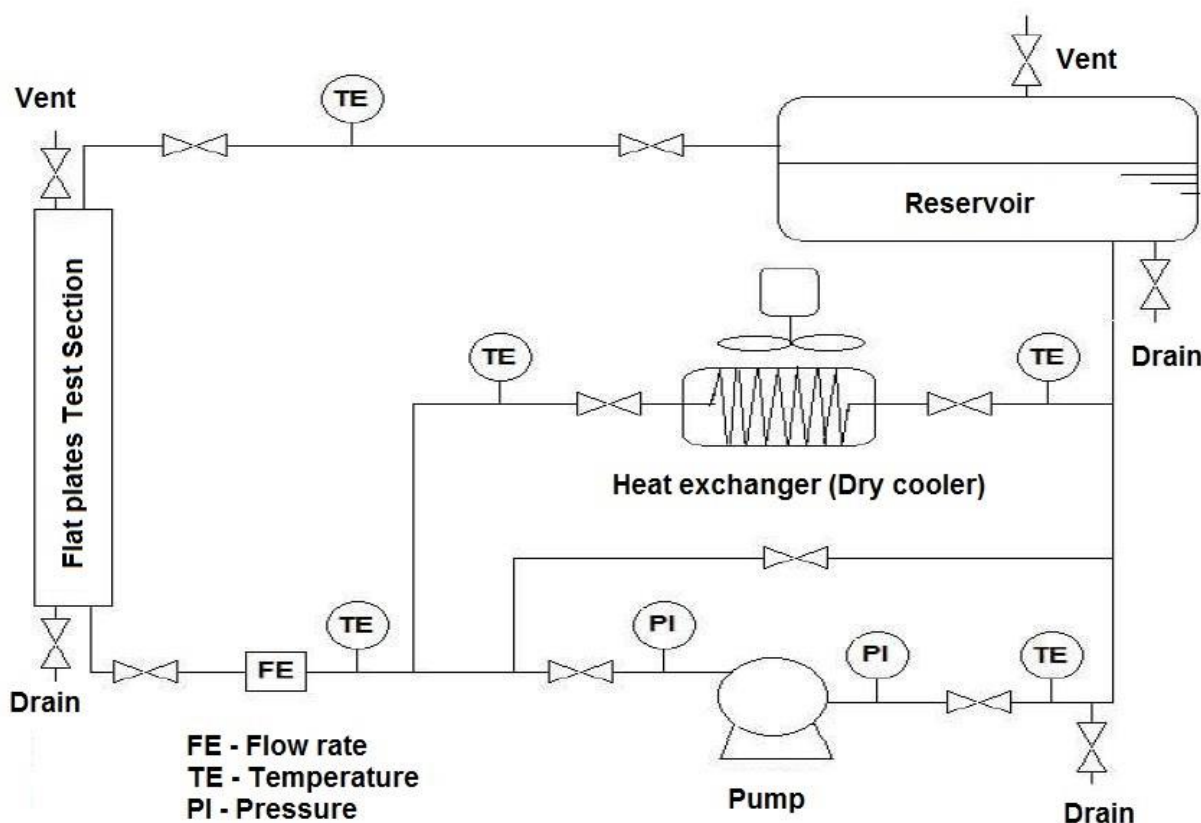 Vent
TE
Vent
Reservoir
Flat plates Test Section
TE
TE
Drain
Heat exchanger (Dry cooler)
TE
PI
PI
TE
FE
Drain
FE - Flow rate
TE - Temperature
PI - Pressure
Pump
Drain